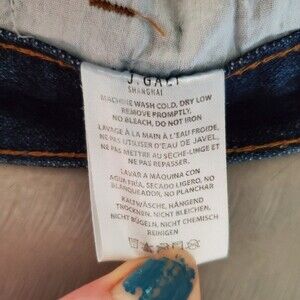 J. GALT
SHANGHAI
MACHINE WASH COLD, DRY LOW
REMOVE PROMPTLY,
NO BLEACH, DO NOT IRON
LAVAGE À LA MAIN À L'EAU FROIDE,
NE PAS UTILISER D'EAU DE JAVEL,
NE PAS METTRE AU SÈCHE-LINGE ET
NE PAS REPASSER.
LAVAR A MÁQUINA CON
AGUA FRÍA, SECADO LIGERO, NO
BLANQUEADOR, NO PLANCHAR
KALTWÄSCHE, HÄNGEND
TROCKNEN, NICHT BLEICHEN,
NICHT BÜGELN, NICHT CHEMISCH
REINIGEN